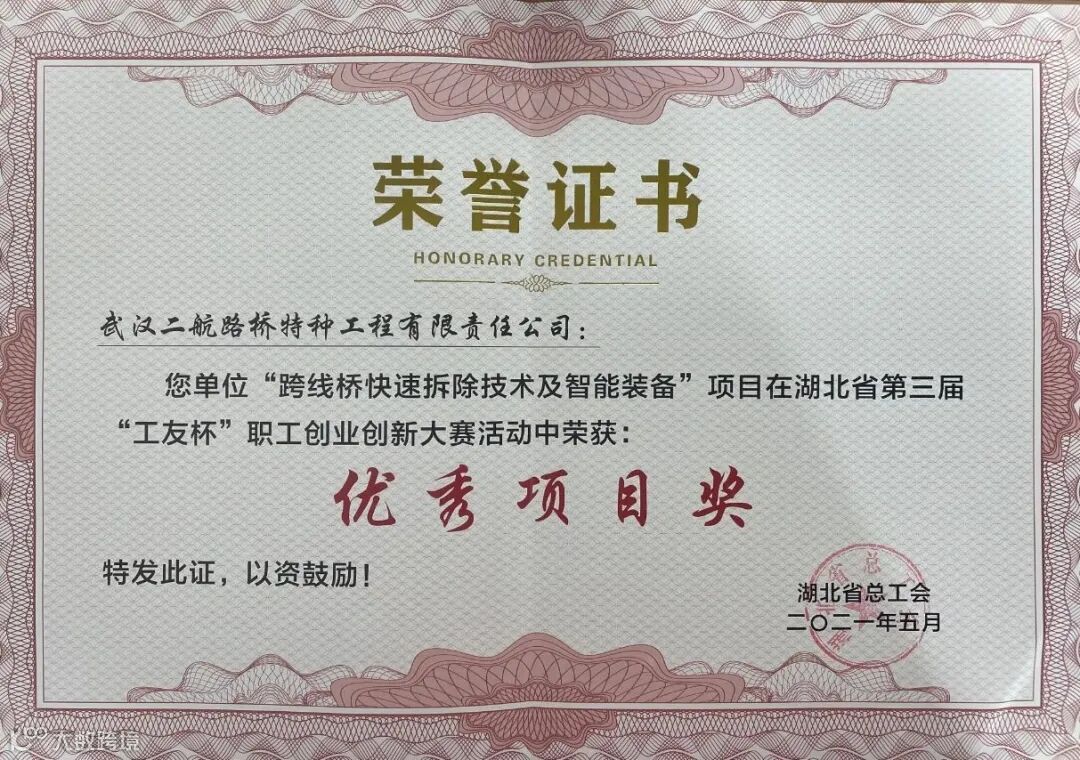 荣誉证书
HONORARY CREDENTIAL
武汉二航路桥特种工程有限责任公司：
您单位“跨线桥快速拆除技术及智能装备”项目在湖北省第三届
“工友杯”职工创业创新大赛活动中荣获：
优秀项目奖
特发此证，以资鼓励！
湖北省总工会
二〇二一年五月
大数跨境